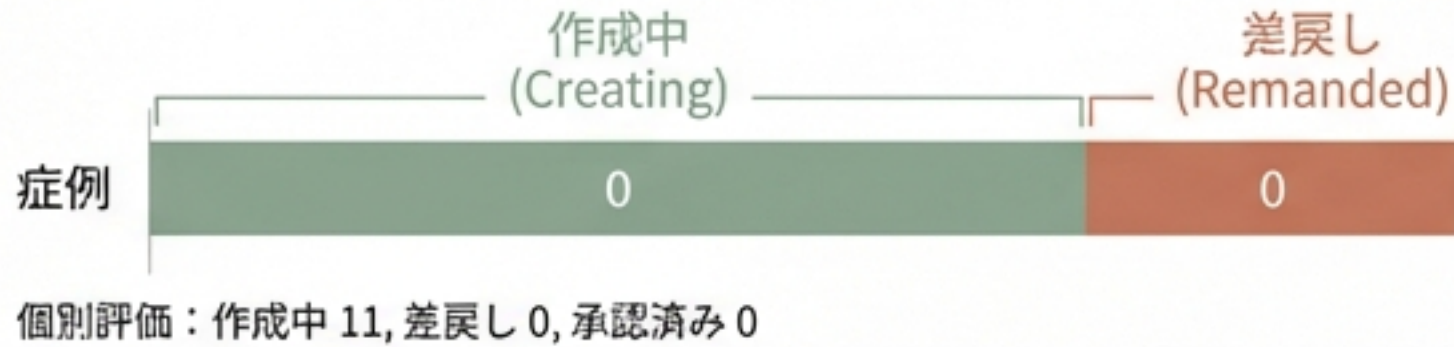 作成中
(Creating)
差戻し
(Remanded)
症例
0
0
個別評価：作成中 11, 差戻し 0, 承認済み 0